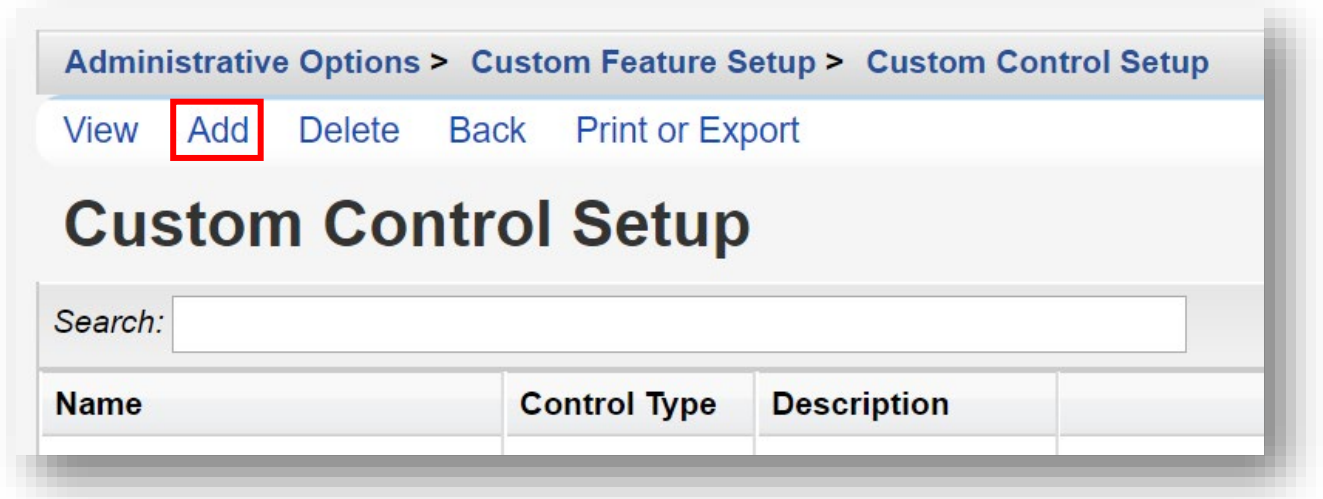 Administrative Options > Custom Feature Setup > Custom Control Setup
View Add Delete Back Print or Export
Custom Control Setup
Search:
Name Control Type Description